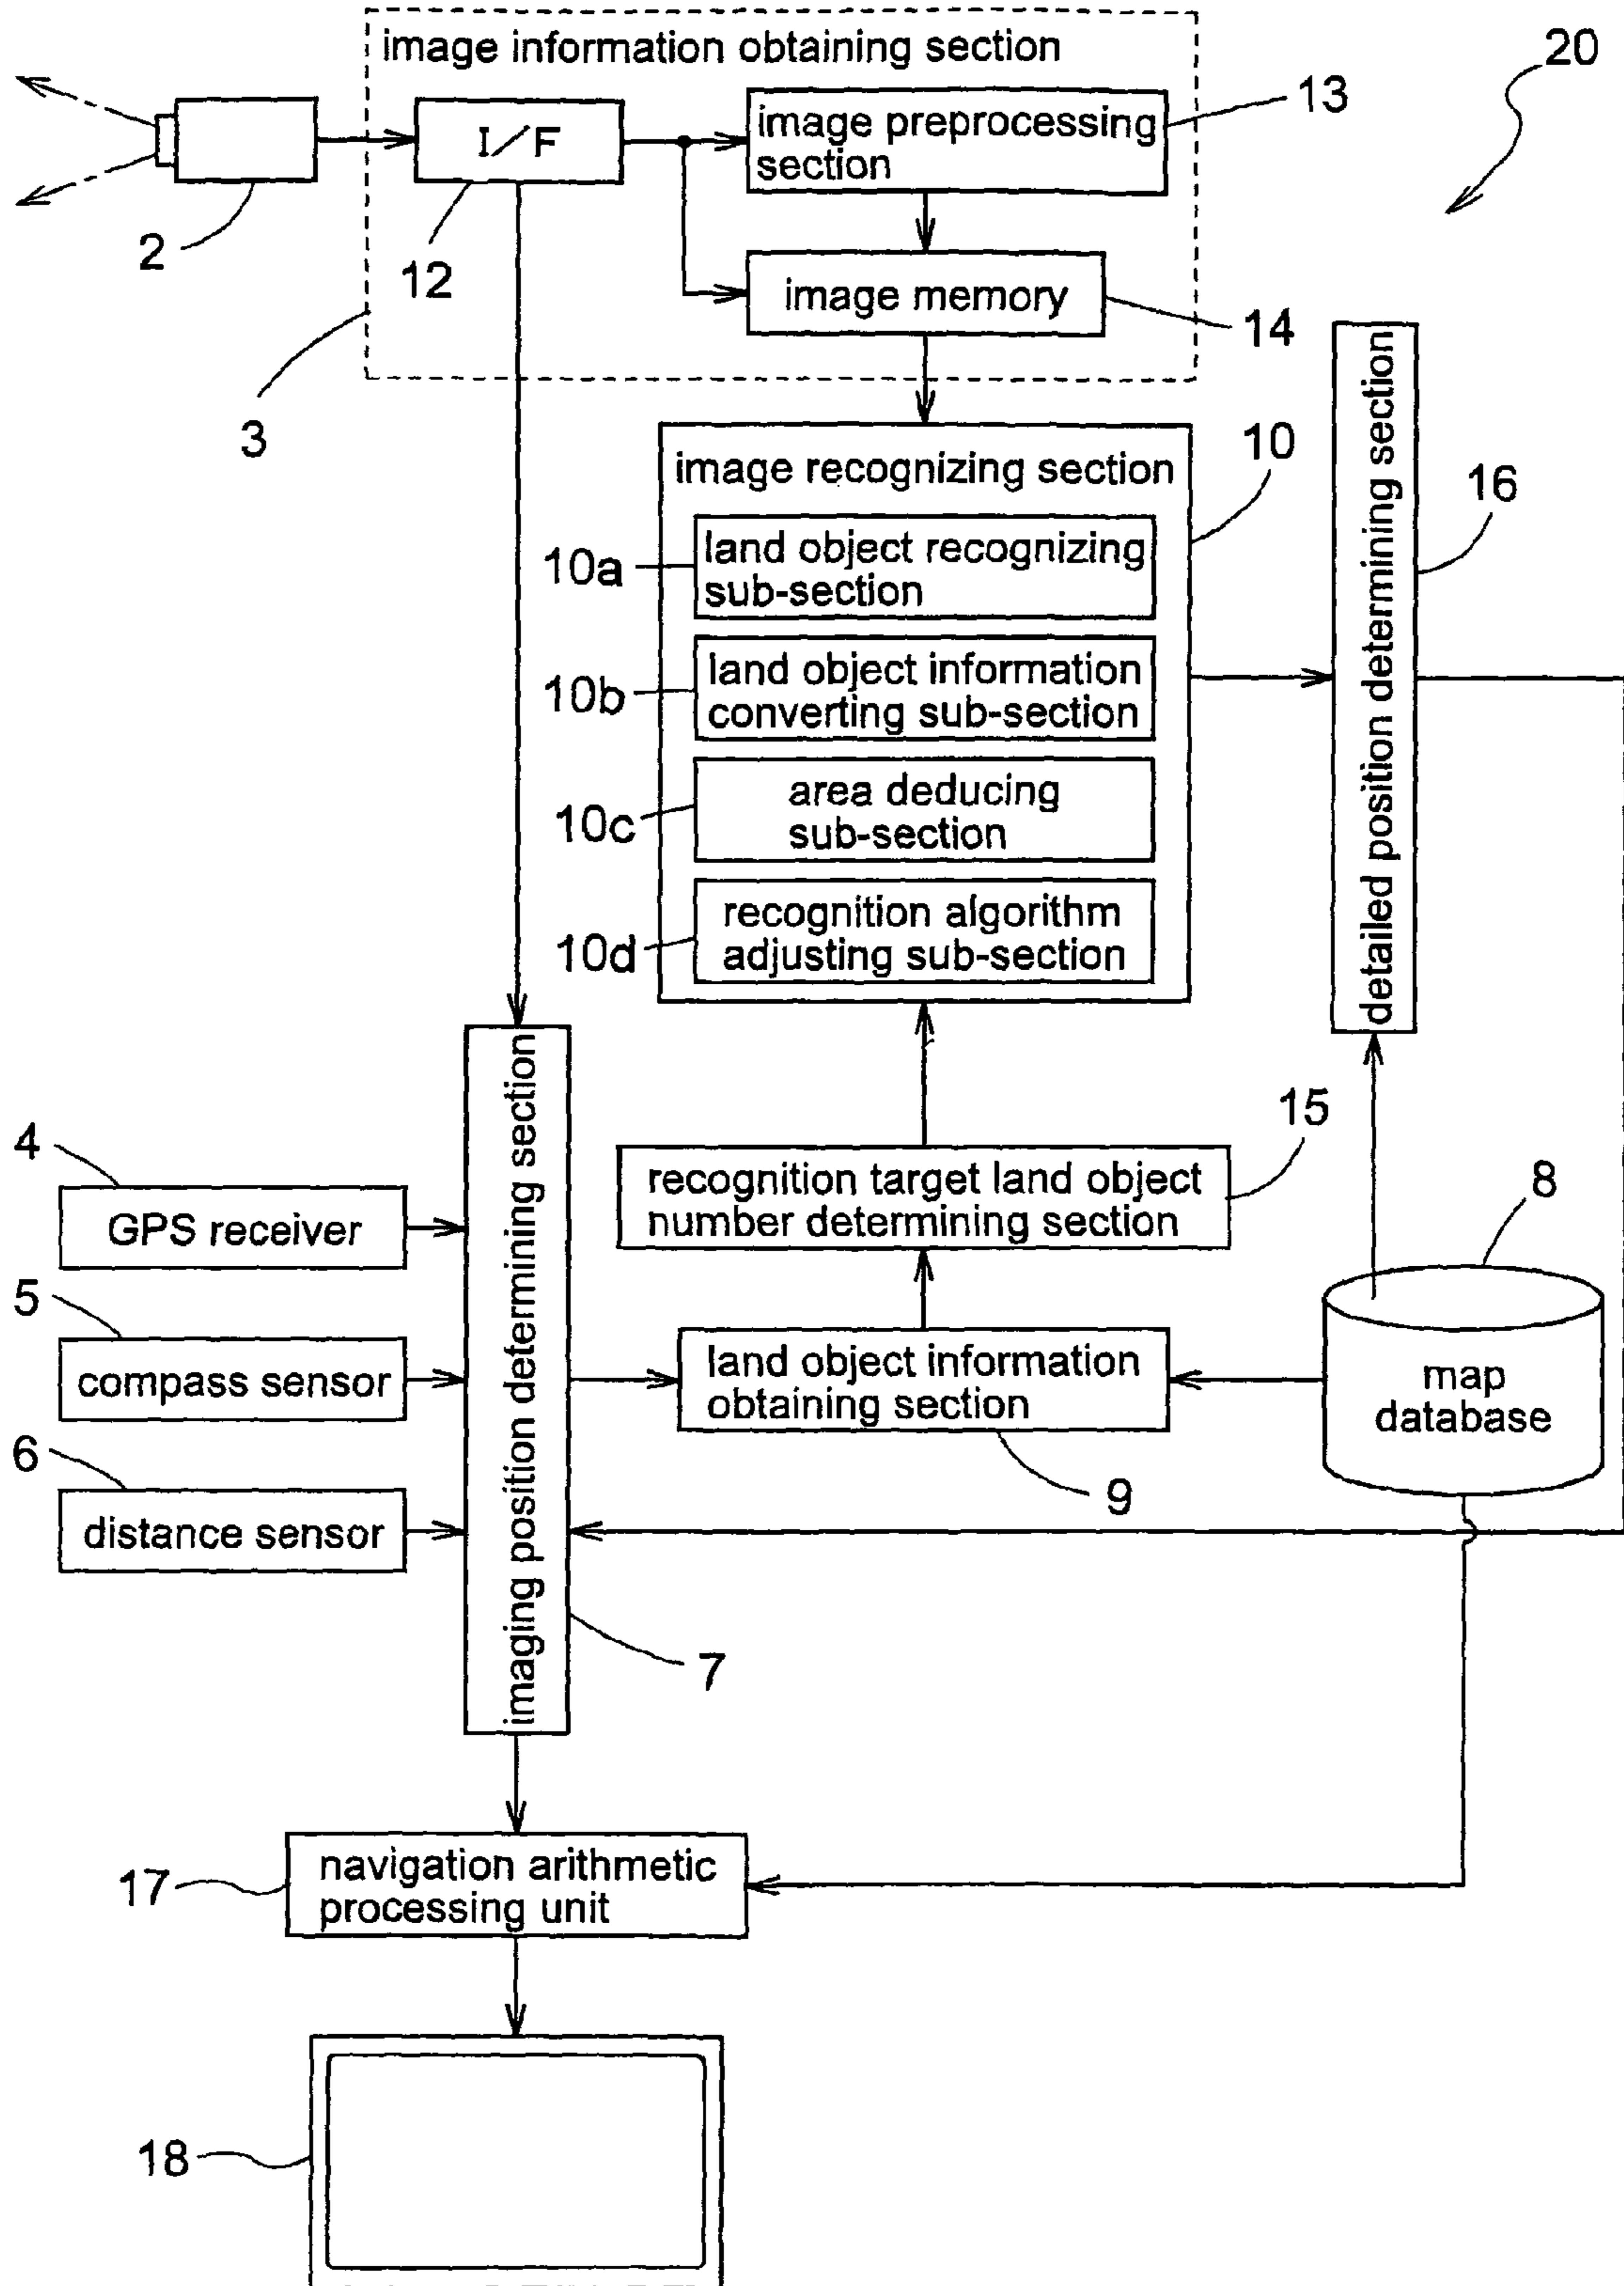 image information obtaining section
20
13
I/F
image preprocessing
section
2
12
image memory
14
3
10
image recognizing section
16
10a
land object recognizing
sub-section
10b
land object information
converting sub-section
10c
area deducing
sub-section
10d
recognition algorithm
adjusting sub-section
detailed position determining section
imaging position determining section
15
4
recognition target land object
number determining section
8
GPS receiver
5
compass sensor
land object information
obtaining section
map
database
6
9
distance sensor
7
17
navigation arithmetic
processing unit
18